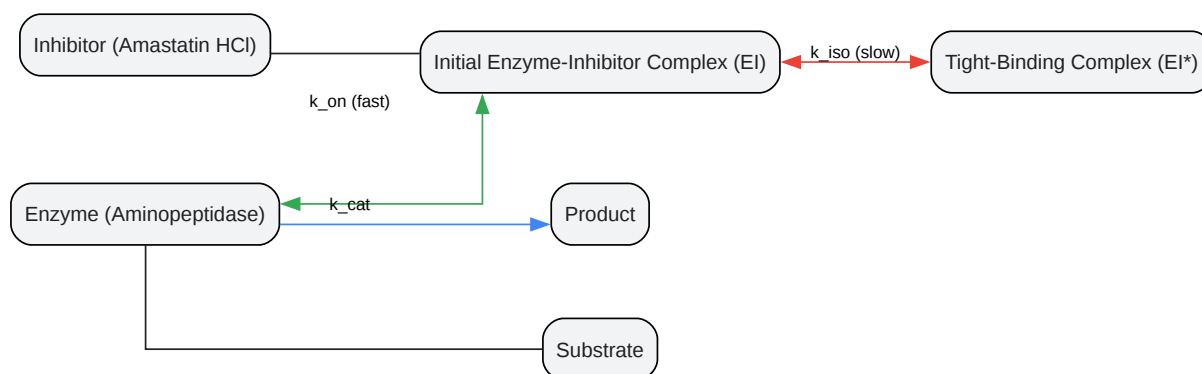 Inhibitor (Amastatin HCl)
Initial Enzyme-Inhibitor Complex (EI)
k_iso (slow)
Tight-Binding Complex (EI*)
k_on (fast)
Enzyme (Aminopeptidase)
k_cat
Product
Substrate